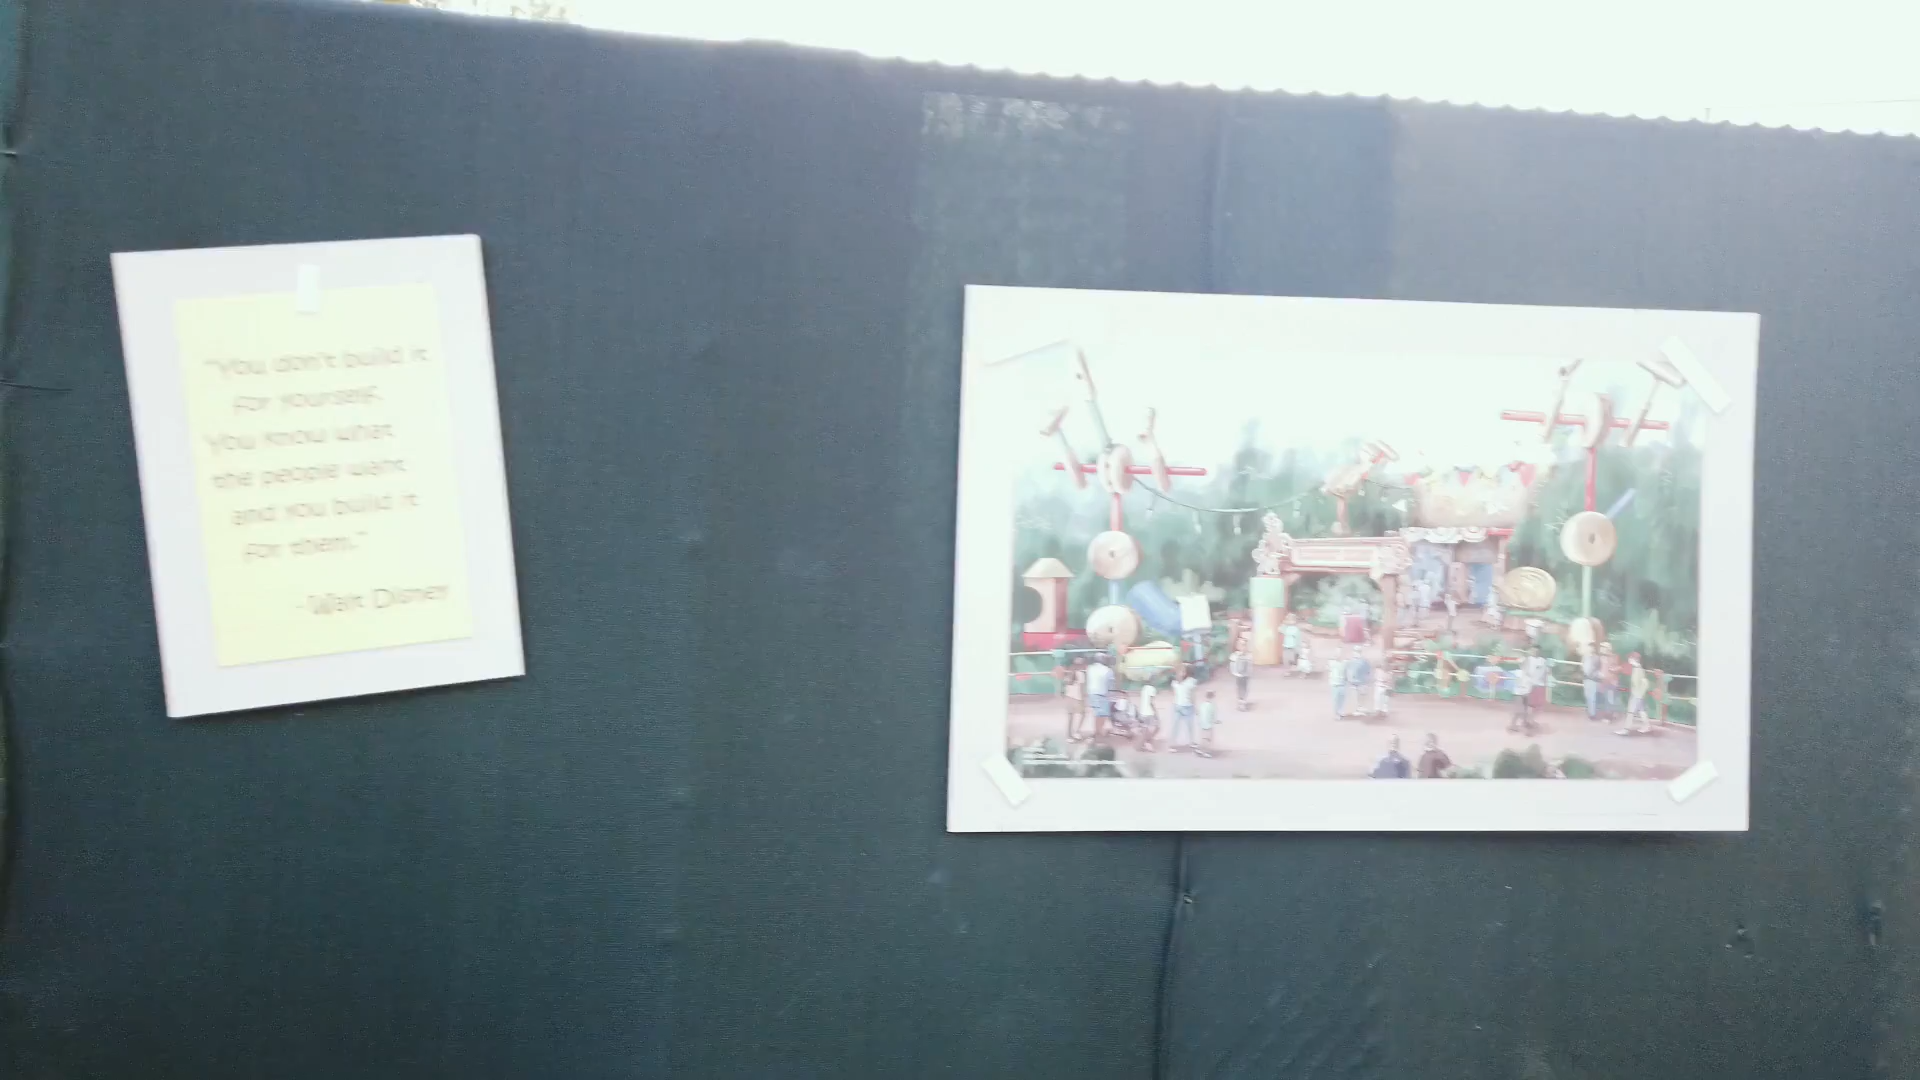 "You don't build it
for yourself.
You know what
the people want
and you build it
for them."
-Walt Disney